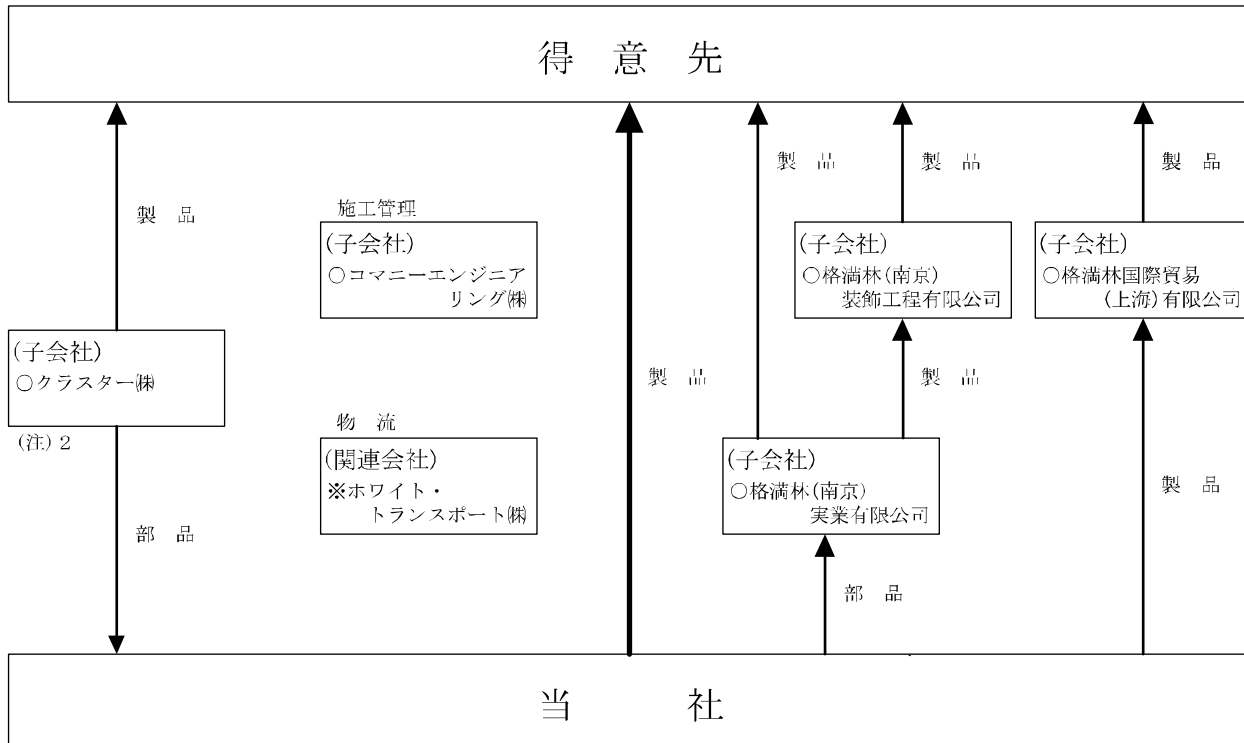 得 意 先
製 品
製 品
製 品
製 品
施工管理
(子会社)
○コマニーエンジニア
リング㈱
(子会社)
○格満林(南京)
装飾工程有限公司
(子会社)
○格満林国際貿易
(上海)有限公司
(子会社)
○クラスター㈱
(注)2
製 品
製 品
製 品
物 流
(関連会社)
※ホワイト・
トランスポート㈱
(子会社)
○格満林(南京)
実業有限公司
部 品
部 品
当 社